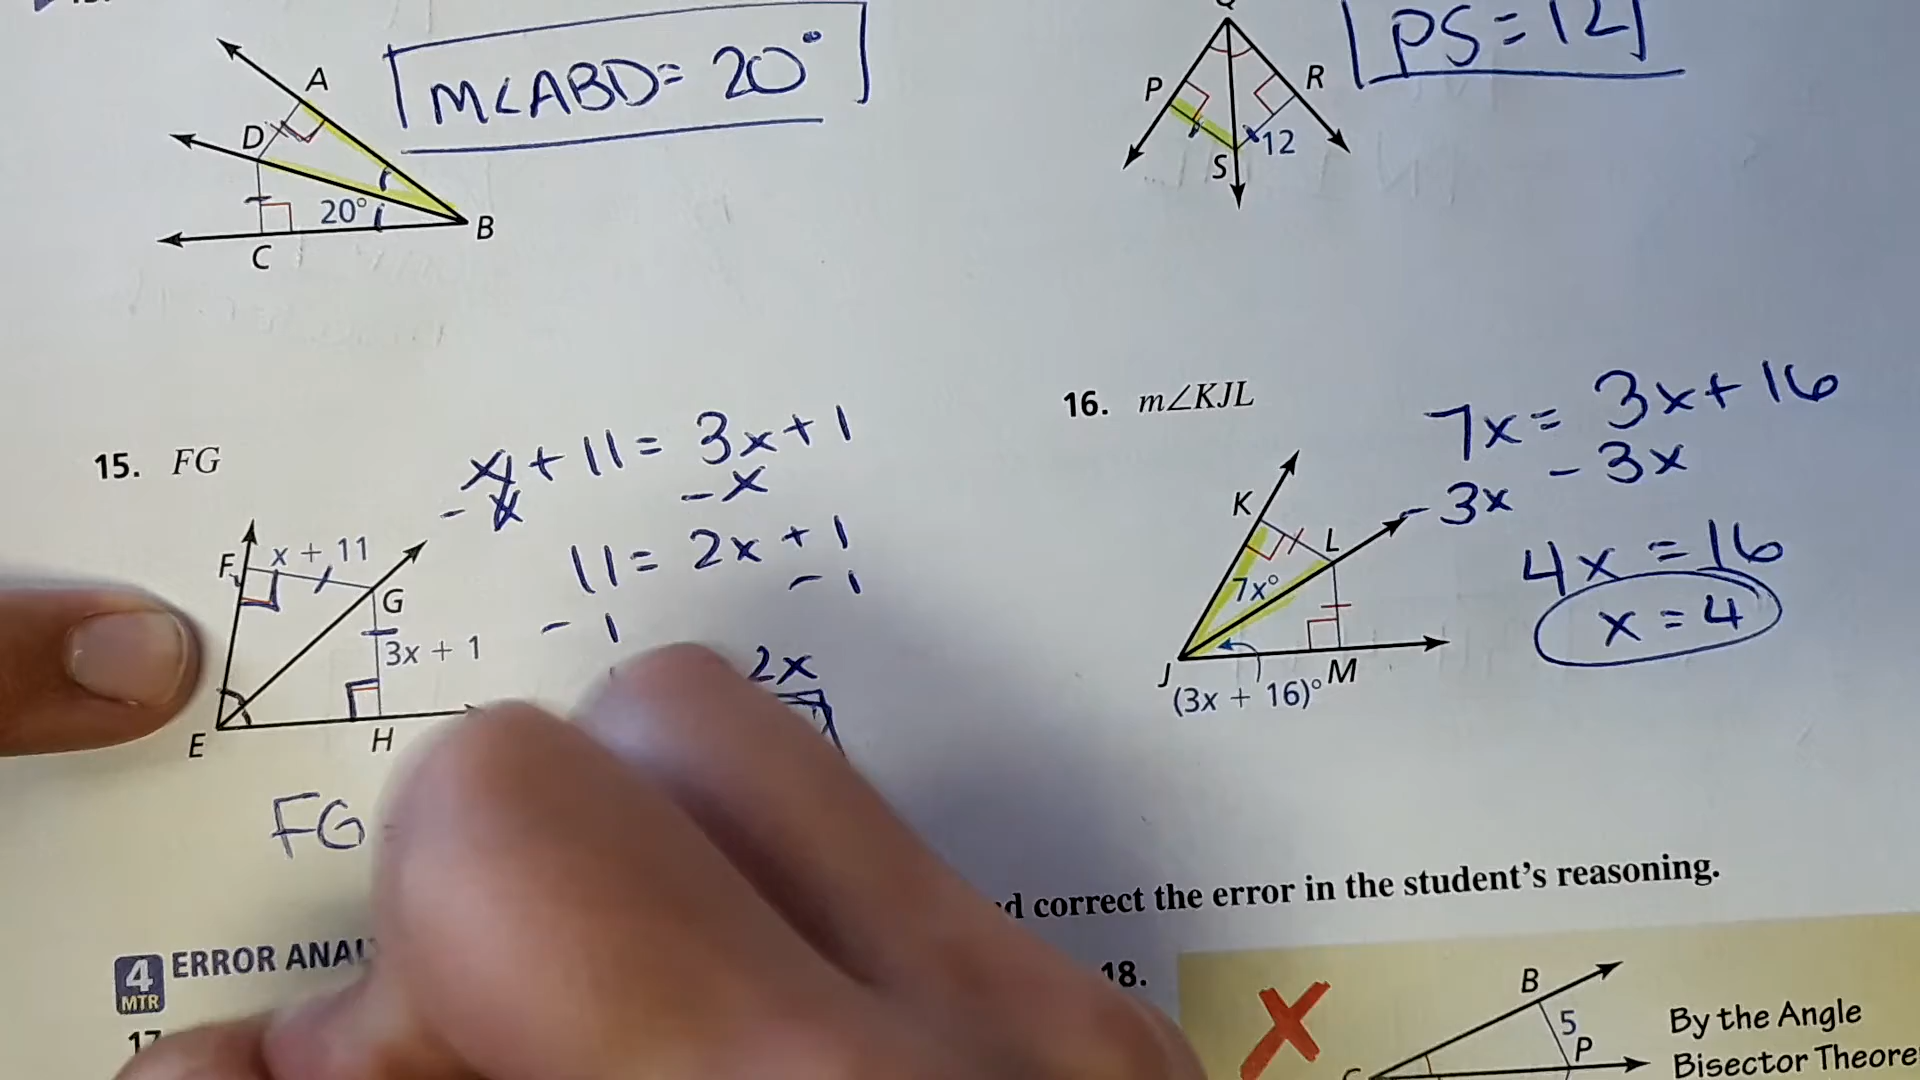 A
m∠ABD = 20°
D
20°
B
C
PS = 12
P
R
12
S
15. FG
x + 11 = 3x + 1
- x - x
11 = 2x + 1
- 1 - 1
2x
F
x + 11
G
3x + 1
E
H
FG
16. m∠KJL
7x = 3x + 16
- 3x - 3x
4x = 16
x = 4
K
L
7x°
J
M
(3x + 16)°
4
MTR
ERROR ANAL
d correct the error in the student's reasoning.
17
18.
B
5
P
By the Angle
Bisector Theore